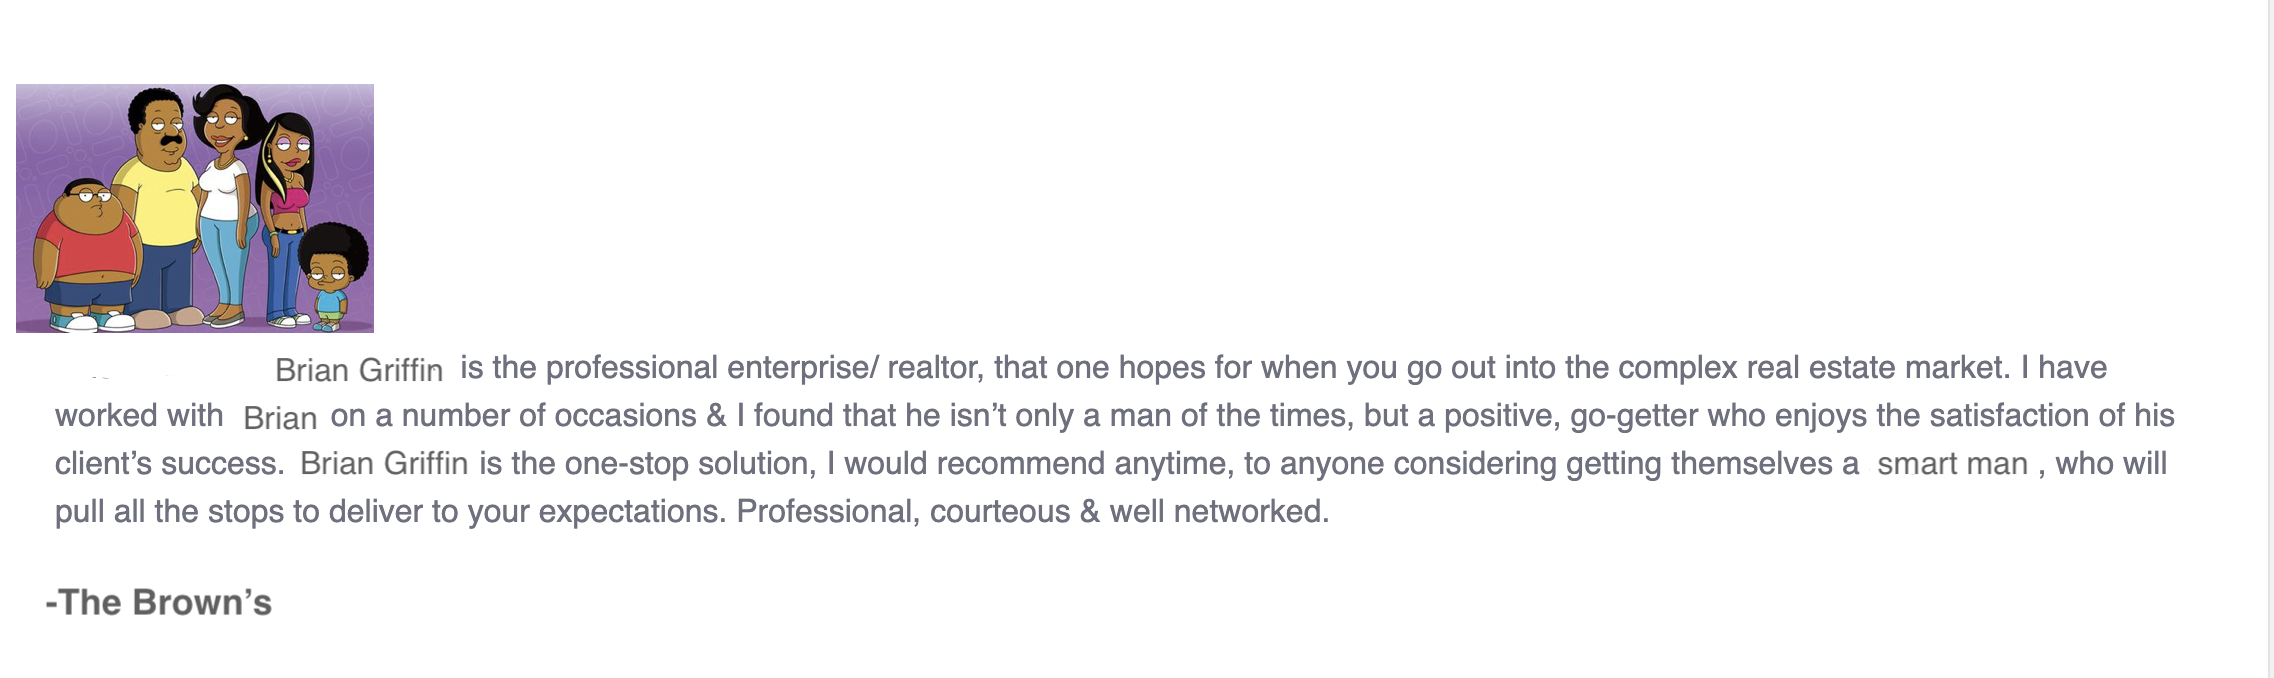 Brian Griffin is the professional enterprise/ realtor, that one hopes for when you go out into the complex real estate market. I have
worked with Brian on a number of occasions & I found that he isn’t only a man of the times, but a positive, go-getter who enjoys the satisfaction of his
client’s success. Brian Griffin is the one-stop solution, I would recommend anytime, to anyone considering getting themselves a smart man , who will
pull all the stops to deliver to your expectations. Professional, courteous & well networked.
-The Brown’s